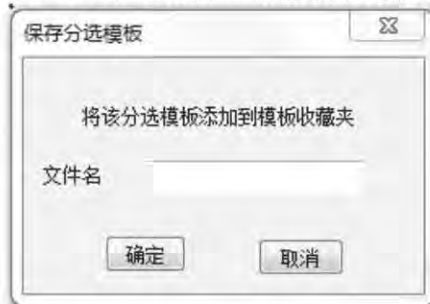 保存分选模板
将该分选模板添加到模板收藏夹
文件名
确定
取消